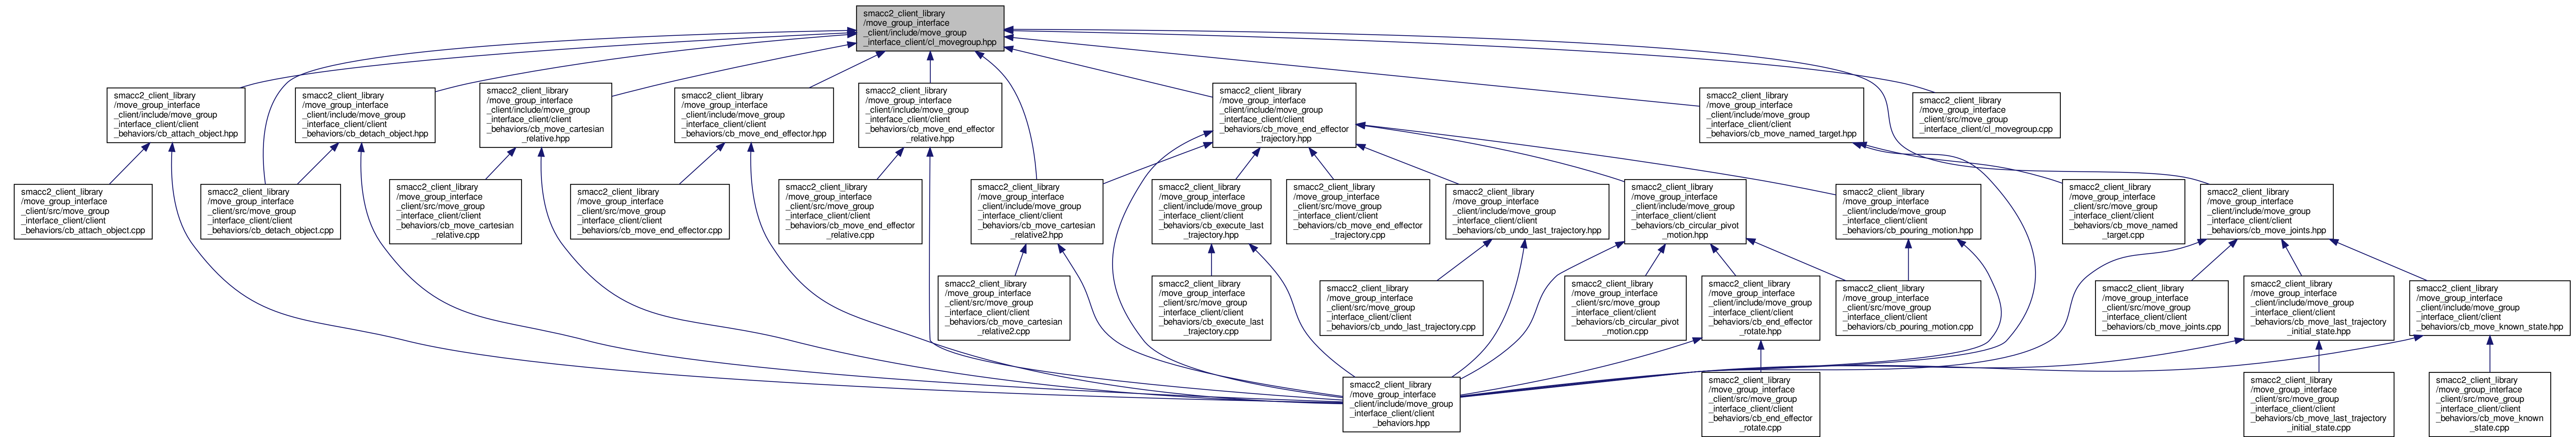 smacc2_client_library
/move_group_interface
_client/include/move_group
_interface_client/cl_movegroup.hpp
smacc2_client_library
/move_group_interface
_client/include/move_group
_interface_client/client
_behaviors/cb_attach_object.hpp
smacc2_client_library
/move_group_interface
_client/include/move_group
_interface_client/client
_behaviors/cb_detach_object.hpp
smacc2_client_library
/move_group_interface
_client/include/move_group
_interface_client/client
_behaviors/cb_move_cartesian
_relative.hpp
smacc2_client_library
/move_group_interface
_client/include/move_group
_interface_client/client
_behaviors/cb_move_end_effector.hpp
smacc2_client_library
/move_group_interface
_client/include/move_group
_interface_client/client
_behaviors/cb_move_end_effector
_relative.hpp
smacc2_client_library
/move_group_interface
_client/include/move_group
_interface_client/client
_behaviors/cb_move_end_effector
_trajectory.hpp
smacc2_client_library
/move_group_interface
_client/include/move_group
_interface_client/client
_behaviors/cb_move_named_target.hpp
smacc2_client_library
/move_group_interface
_client/src/move_group
_interface_client/cl_movegroup.cpp
smacc2_client_library
/move_group_interface
_client/src/move_group
_interface_client/client
_behaviors/cb_attach_object.cpp
smacc2_client_library
/move_group_interface
_client/src/move_group
_interface_client/client
_behaviors/cb_detach_object.cpp
smacc2_client_library
/move_group_interface
_client/src/move_group
_interface_client/client
_behaviors/cb_move_cartesian
_relative.cpp
smacc2_client_library
/move_group_interface
_client/src/move_group
_interface_client/client
_behaviors/cb_move_end_effector.cpp
smacc2_client_library
/move_group_interface
_client/src/move_group
_interface_client/client
_behaviors/cb_move_end_effector
_relative.cpp
smacc2_client_library
/move_group_interface
_client/include/move_group
_interface_client/client
_behaviors/cb_move_cartesian
_relative2.hpp
smacc2_client_library
/move_group_interface
_client/include/move_group
_interface_client/client
_behaviors/cb_execute_last
_trajectory.hpp
smacc2_client_library
/move_group_interface
_client/src/move_group
_interface_client/client
_behaviors/cb_move_end_effector
_trajectory.cpp
smacc2_client_library
/move_group_interface
_client/include/move_group
_interface_client/client
_behaviors/cb_undo_last_trajectory.hpp
smacc2_client_library
/move_group_interface
_client/include/move_group
_interface_client/client
_behaviors/cb_circular_pivot
_motion.hpp
smacc2_client_library
/move_group_interface
_client/include/move_group
_interface_client/client
_behaviors/cb_pouring_motion.hpp
smacc2_client_library
/move_group_interface
_client/src/move_group
_interface_client/client
_behaviors/cb_move_named
_target.cpp
smacc2_client_library
/move_group_interface
_client/include/move_group
_interface_client/client
_behaviors/cb_move_joints.hpp
smacc2_client_library
/move_group_interface
_client/src/move_group
_interface_client/client
_behaviors/cb_move_cartesian
_relative2.cpp
smacc2_client_library
/move_group_interface
_client/src/move_group
_interface_client/client
_behaviors/cb_execute_last
_trajectory.cpp
smacc2_client_library
/move_group_interface
_client/src/move_group
_interface_client/client
_behaviors/cb_undo_last_trajectory.cpp
smacc2_client_library
/move_group_interface
_client/src/move_group
_interface_client/client
_behaviors/cb_circular_pivot
_motion.cpp
smacc2_client_library
/move_group_interface
_client/include/move_group
_interface_client/client
_behaviors/cb_end_effector
_rotate.hpp
smacc2_client_library
/move_group_interface
_client/src/move_group
_interface_client/client
_behaviors/cb_pouring_motion.cpp
smacc2_client_library
/move_group_interface
_client/src/move_group
_interface_client/client
_behaviors/cb_move_joints.cpp
smacc2_client_library
/move_group_interface
_client/include/move_group
_interface_client/client
_behaviors/cb_move_last_trajectory
_initial_state.hpp
smacc2_client_library
/move_group_interface
_client/include/move_group
_interface_client/client
_behaviors/cb_move_known_state.hpp
smacc2_client_library
/move_group_interface
_client/include/move_group
_interface_client/client
_behaviors.hpp
smacc2_client_library
/move_group_interface
_client/src/move_group
_interface_client/client
_behaviors/cb_end_effector
_rotate.cpp
smacc2_client_library
/move_group_interface
_client/src/move_group
_interface_client/client
_behaviors/cb_move_last_trajectory
_initial_state.cpp
smacc2_client_library
/move_group_interface
_client/src/move_group
_interface_client/client
_behaviors/cb_move_known
_state.cpp